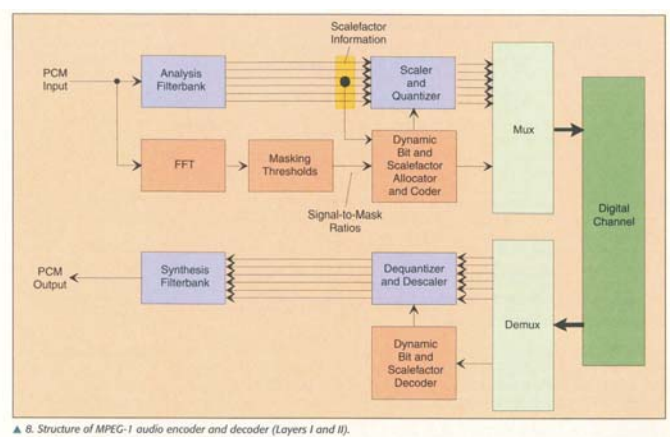 Scalefactor
Information
PCM
Input
Analysis
Filterbank
Scaler
and
Quantizer
Mux
FFT
Masking
Thresholds
Dynamic
Bit and
Scalefactor
Allocator
and Coder
Signal-to-Mask
Ratios
Digital
Channel
PCM
Output
Synthesis
Filterbank
Dequantizer
and Descaler
Demux
Dynamic
Bit and
Scalefactor
Decoder
▲ 8. Structure of MPEG-1 audio encoder and decoder (Layers I and II).